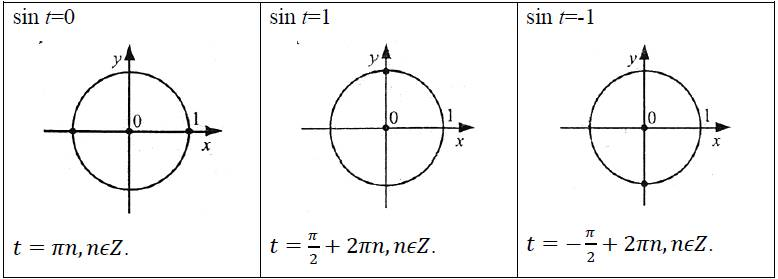 sin t=0
y
0
1
x
t = πn, nϵZ.
sin t=1
y
0
1
x
t = π/2 + 2πn, nϵZ.
sin t=-1
y
0
1
x
t = −π/2 + 2πn, nϵZ.